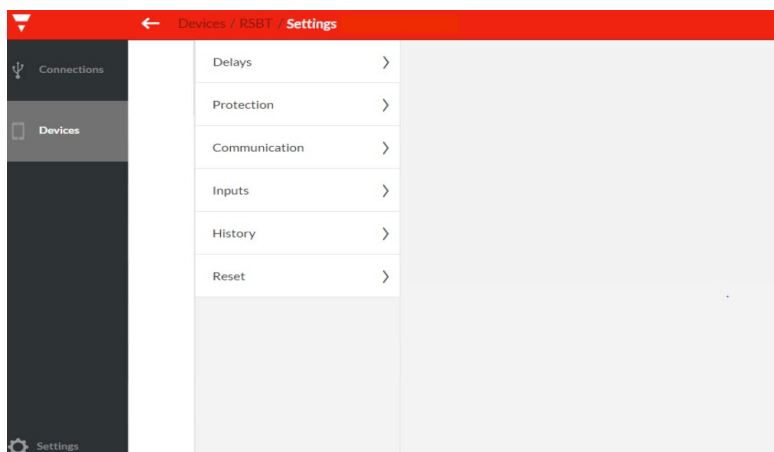 Devices / RSBT / Settings
Connections
Devices
Settings
Delays
Protection
Communication
Inputs
History
Reset